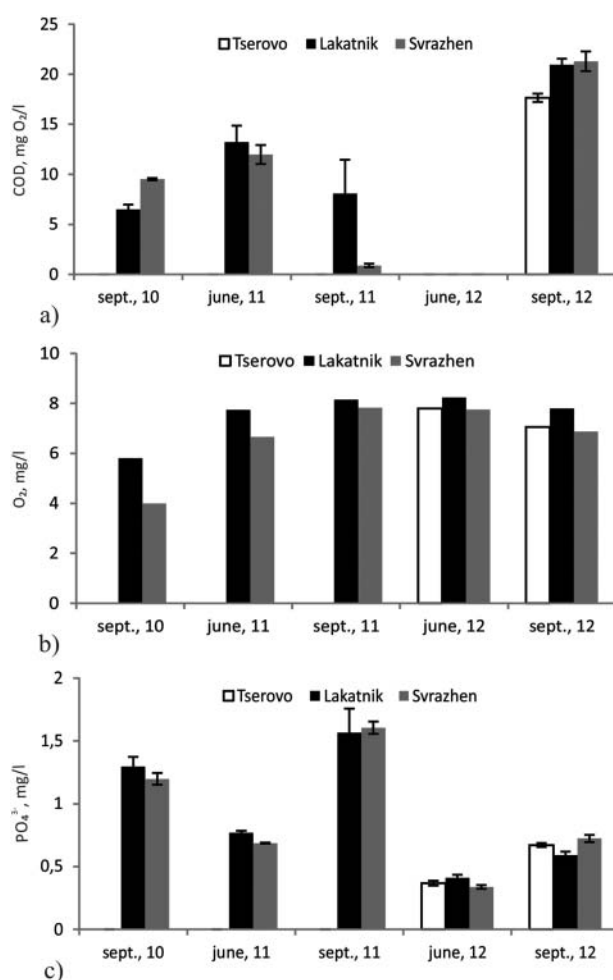 25
Tserovo Lakatnik Svrazhen
20
15
10
5
0
COD, mg O₂/l
sept., 10 june, 11 sept., 11 june, 12 sept., 12
a)
10
Tserovo Lakatnik Svrazhen
8
6
4
2
0
O₂, mg/l
sept., 10 june, 11 sept., 11 june, 12 sept., 12
b)
2
Tserovo Lakatnik Svrazhen
1,5
1
0,5
0
PO₄³⁻, mg/l
sept., 10 june, 11 sept., 11 june, 12 sept., 12
c)